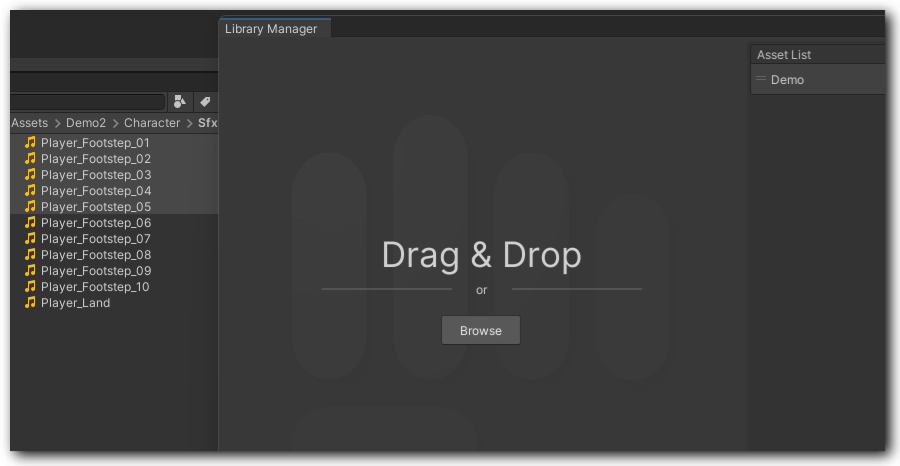 Library Manager
Asset List
Demo
Assets > Demo2 > Character > Sfx
Player_Footstep_01
Player_Footstep_02
Player_Footstep_03
Player_Footstep_04
Player_Footstep_05
Player_Footstep_06
Player_Footstep_07
Player_Footstep_08
Player_Footstep_09
Player_Footstep_10
Player_Land
Drag & Drop
or
Browse